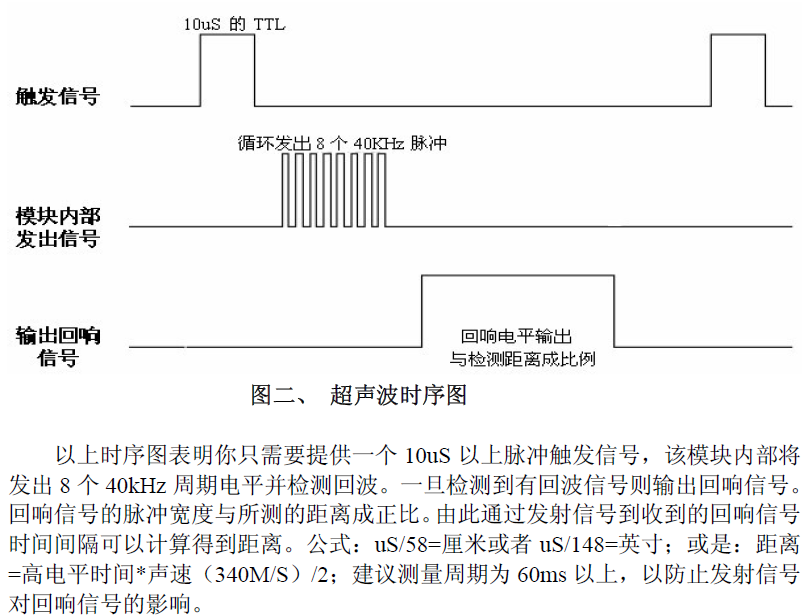 10uS 的 TTL
触发信号
循环发出 8 个 40KHz 脉冲
模块内部
发出信号
输出回响
信号
回响电平输出
与检测距离成比例
图二、 超声波时序图
以上时序图表明你只需要提供一个 10uS 以上脉冲触发信号，该模块内部将
发出 8 个 40kHz 周期电平并检测回波。一旦检测到有回波信号则输出回响信号。
回响信号的脉冲宽度与所测的距离成正比。由此通过发射信号到收到的回响信号
时间间隔可以计算得到距离。公式：uS/58=厘米或者 uS/148=英寸；或是：距离
=高电平时间*声速（340M/S）/2；建议测量周期为 60ms 以上，以防止发射信号
对回响信号的影响。